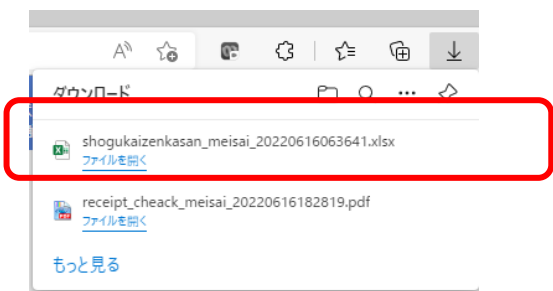 ダウンロード
shogukaizenkasan_meisai_20220616063641.xlsx
ファイルを開く
receipt_cheack_meisai_20220616182819.pdf
ファイルを開く
もっと見る